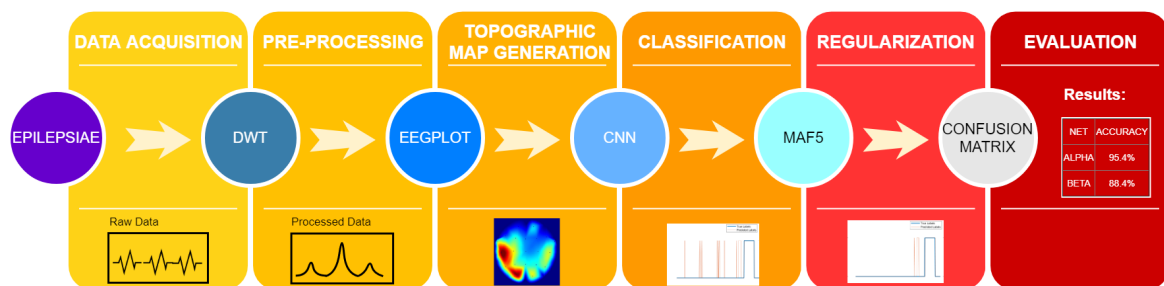 DATA ACQUISITION
PRE-PROCESSING
TOPOGRAPHIC
MAP GENERATION
CLASSIFICATION
REGULARIZATION
EVALUATION
EPILEPSIAE
DWT
EEGPLOT
CNN
MAF5
CONFUSION
MATRIX
Results:
NET ACCURACY
ALPHA 95.4%
BETA 88.4%
Raw Data
Processed Data